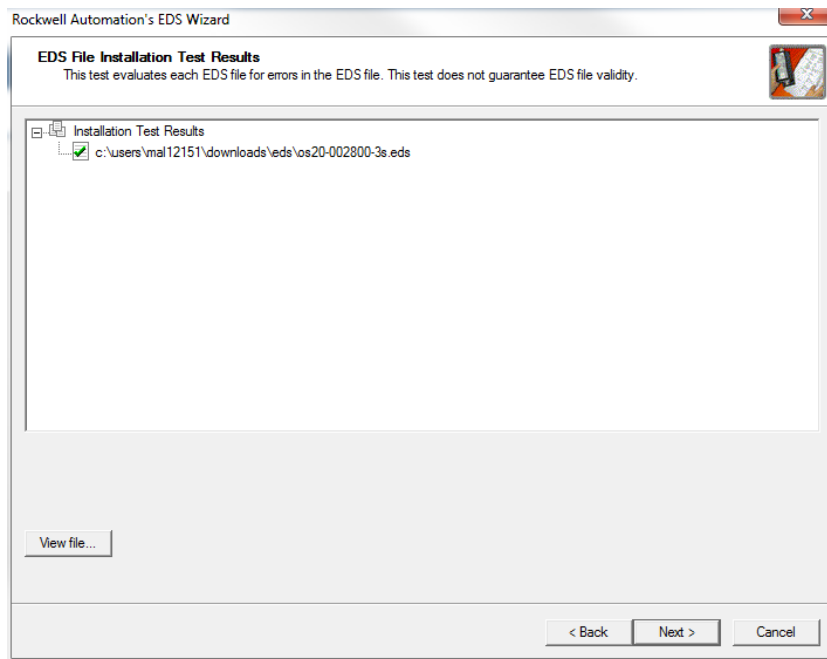 Rockwell Automation's EDS Wizard
EDS File Installation Test Results
This test evaluates each EDS file for errors in the EDS file. This test does not guarantee EDS file validity.
Installation Test Results
c:\users\mal12151\downloads\eds\os20-002800-3s.eds
View file...
< Back Next > Cancel